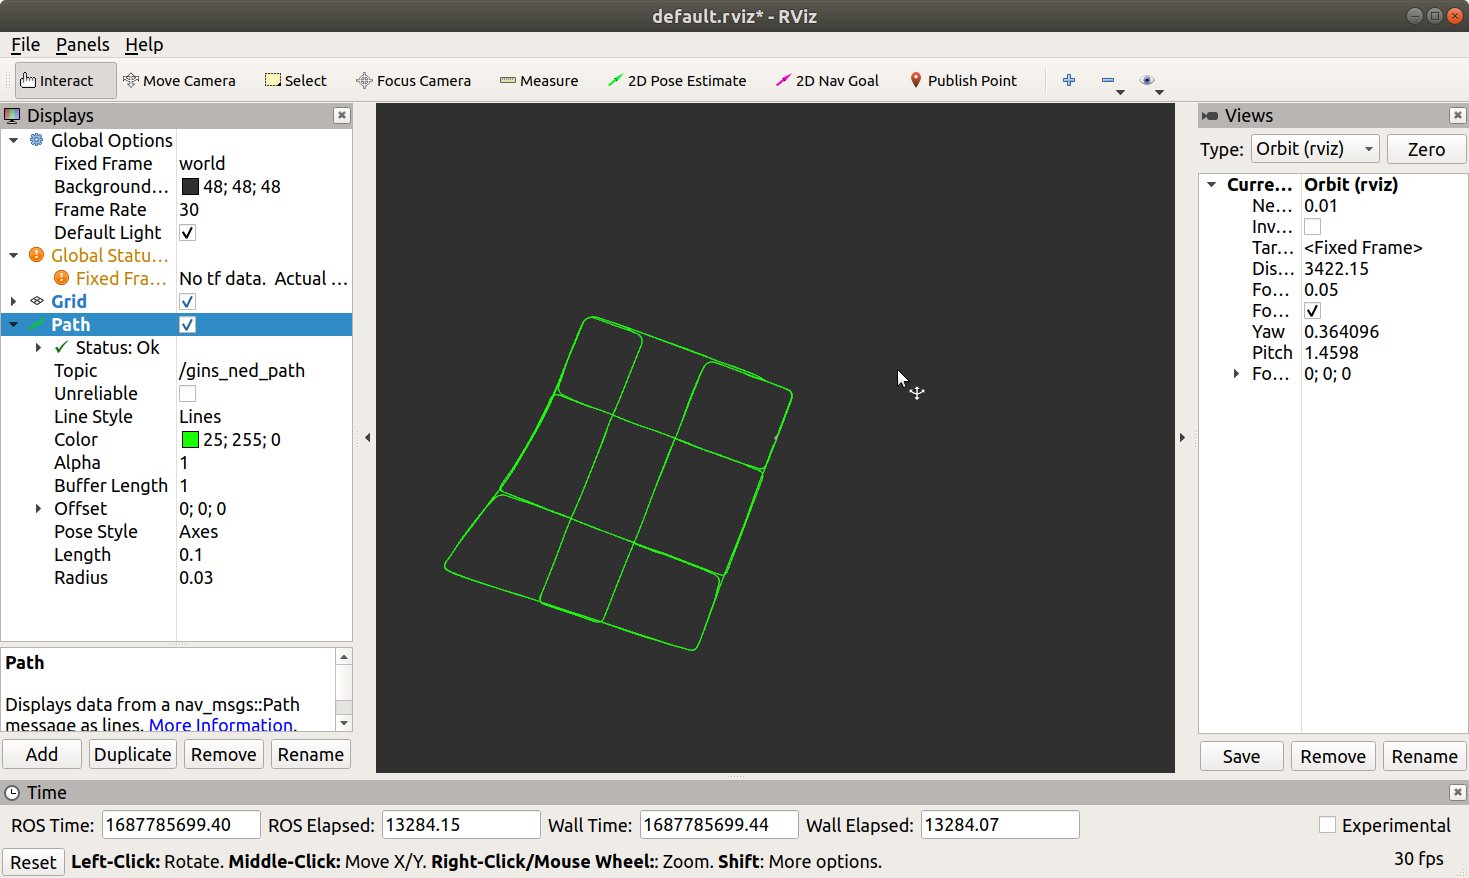 default.rviz* - RViz
File Panels Help
Interact Move Camera Select Focus Camera Measure 2D Pose Estimate 2D Nav Goal Publish Point
Displays
Global Options
Fixed Frame world
Background... 48; 48; 48
Frame Rate 30
Default Light
Global Statu...
Fixed Fra... No tf data. Actual ...
Grid
Path
Status: Ok
Topic /gins_ned_path
Unreliable
Line Style Lines
Color 25; 255; 0
Alpha 1
Buffer Length 1
Offset 0; 0; 0
Pose Style Axes
Length 0.1
Radius 0.03
Path
Displays data from a nav_msgs::Path
message as lines. More Information.
Add Duplicate Remove Rename
Views
Type: Orbit (rviz) Zero
Curre... Orbit (rviz)
Ne... 0.01
Inv...
Tar... <Fixed Frame>
Dis... 3422.15
Fo... 0.05
Fo...
Yaw 0.364096
Pitch 1.4598
Fo... 0; 0; 0
Save Remove Rename
Time
ROS Time: 1687785699.40 ROS Elapsed: 13284.15 Wall Time: 1687785699.44 Wall Elapsed: 13284.07 Experimental
Reset Left-Click: Rotate. Middle-Click: Move X/Y. Right-Click/Mouse Wheel:: Zoom. Shift: More options. 30 fps